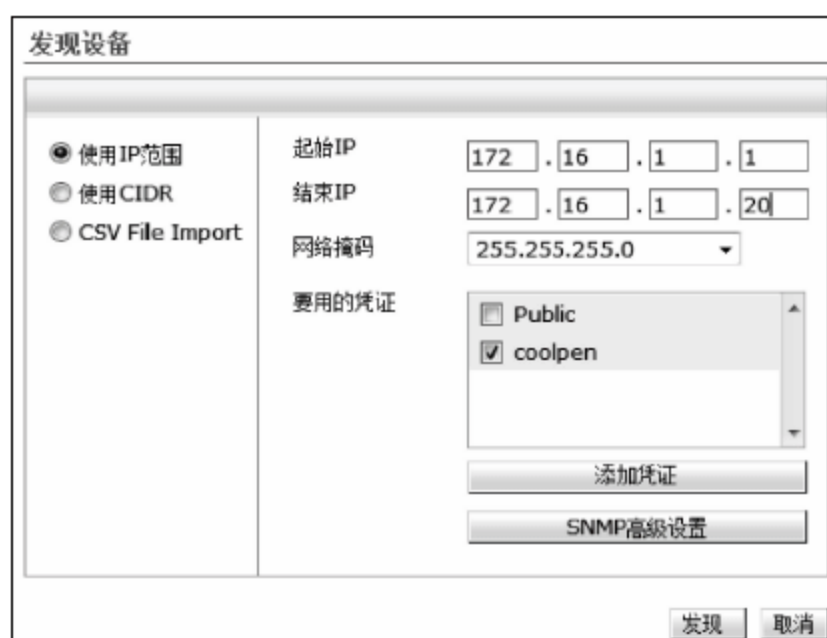 发现设备
使用IP范围
使用CIDR
CSV File Import
起始IP
172 . 16 . 1 . 1
结束IP
172 . 16 . 1 . 20
网络掩码
255.255.255.0
要用的凭证
Public
coolpen
添加凭证
SNMP高级设置
发现
取消